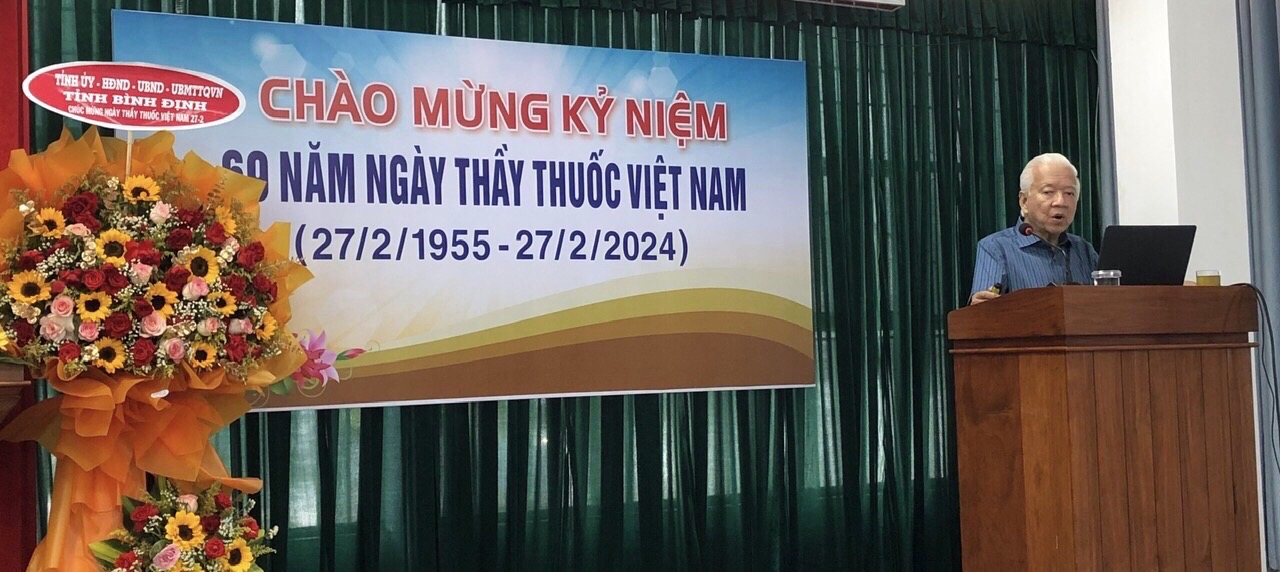 TỈNH ỦY - HĐND - UBND - UBMTTQVN
TỈNH BÌNH ĐỊNH
CHÚC MỪNG NGÀY THẦY THUỐC VIỆT NAM 27-2
CHÀO MỪNG KỶ NIỆM
69 NĂM NGÀY THẦY THUỐC VIỆT NAM
(27/2/1955 - 27/2/2024)